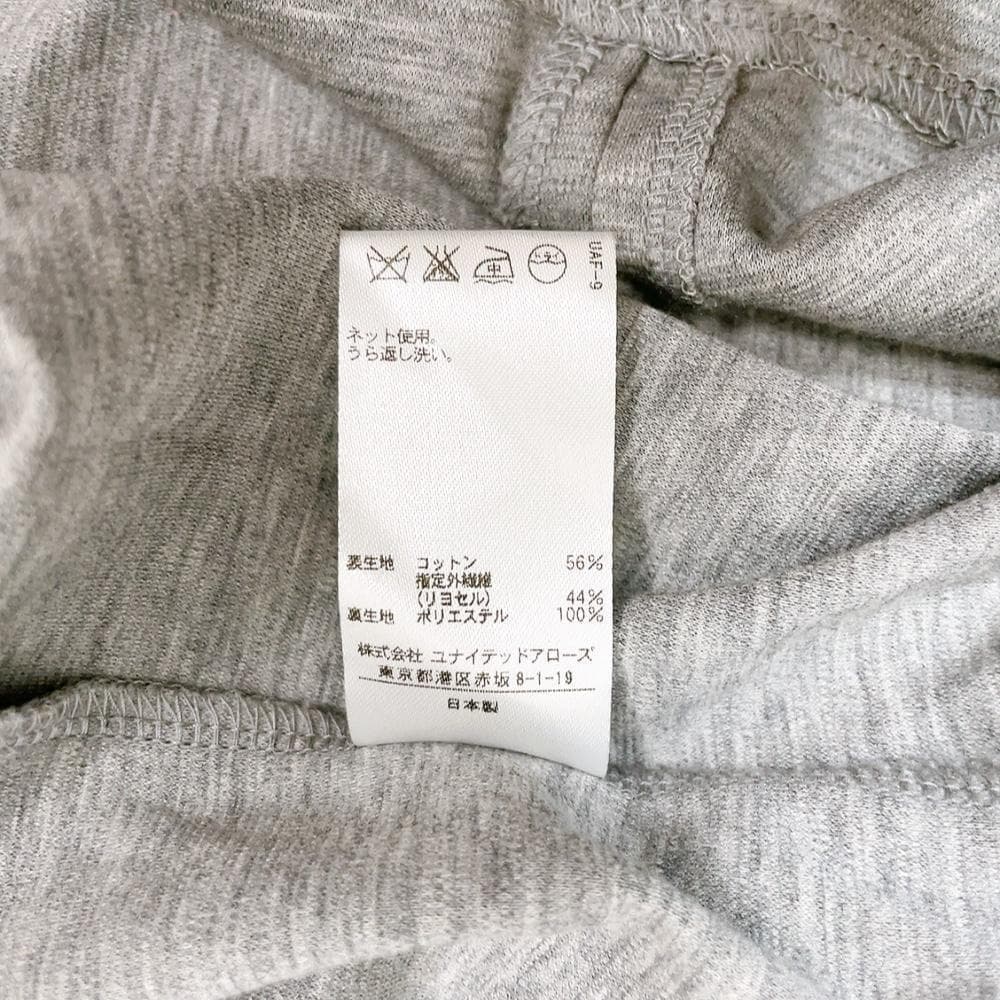 UAF-9
中
ネット使用。
うら返し洗い。
表生地 コットン 56%
指定外繊維
(リヨセル) 44%
裏生地 ポリエステル 100%
株式会社 ユナイテッドアローズ
東京都港区赤坂 8-1-19
日本製